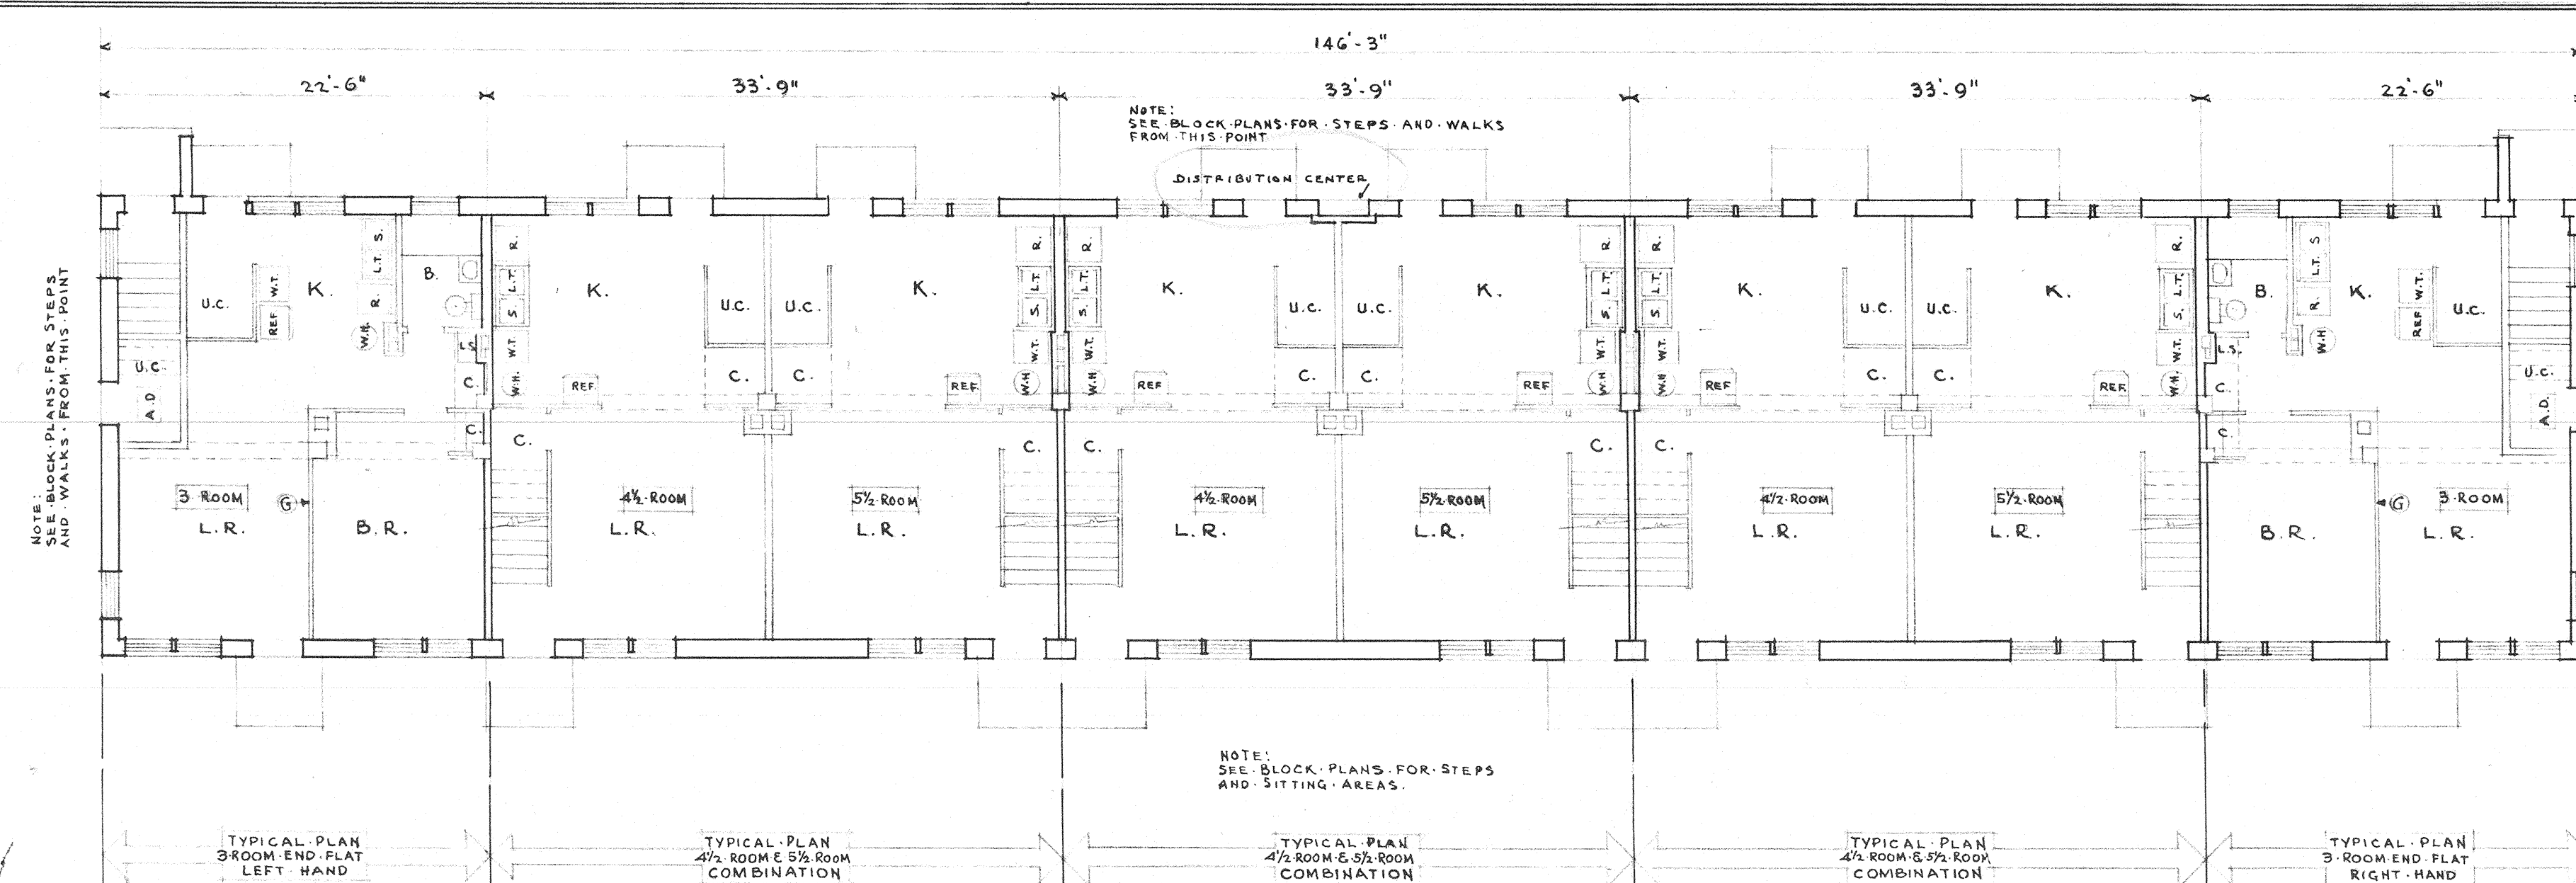 146'-3"
22'-6"
33'-9"
33'-9"
33'-9"
22'-6"
NOTE:
SEE·BLOCK·PLANS·FOR·STEPS·AND·WALKS
FROM·THIS·POINT
DISTRIBUTION CENTER
NOTE:
SEE·BLOCK·PLANS·FOR·STEPS
AND·WALKS·FROM·THIS·POINT
U.C.
A.D.
U.C.
W.T.
REF.
K.
L.T. S.
R.
W.H.
B.
L.S.
C.
C.
3·ROOM
L.R.
G
B.R.
R.
L.T.
S.
W.T.
W.H.
K.
REF.
U.C.
C.
C.
4½·ROOM
L.R.
U.C.
C.
K.
REF.
R.
L.T.
S.
W.T.
W.H
C.
5½·ROOM
L.R.
R.
L.T.
S.
W.T.
W.H
K.
REF.
U.C.
C.
C.
4½·ROOM
L.R.
U.C.
C.
K.
REF
R.
L.T.
S.
W.T.
W.H
C.
5½·ROOM
L.R.
R.
L.T.
S.
W.T.
W.H.
K.
REF
U.C.
C.
C.
4½·ROOM
L.R.
U.C.
C.
K.
REF.
R.
L.T.
S.
W.T.
W.H.
5½·ROOM
L.R.
B.
L.S.
C.
C.
L.T. S
R.
W.H
K.
W.T.
REF
U.C.
U.C.
A.D.
B.R.
G
3·ROOM
L.R.
NOTE:
SEE·BLOCK·PLANS·FOR·STEPS
AND·SITTING·AREAS.
TYPICAL·PLAN
3·ROOM·END·FLAT
LEFT·HAND
TYPICAL·PLAN
4½·ROOM·&·5½·ROOM
COMBINATION
TYPICAL·PLAN
4½·ROOM·&·5½·ROOM
COMBINATION
TYPICAL·PLAN
4½·ROOM·&·5½·ROOM
COMBINATION
TYPICAL·PLAN
3·ROOM·END·FLAT
RIGHT·HAND